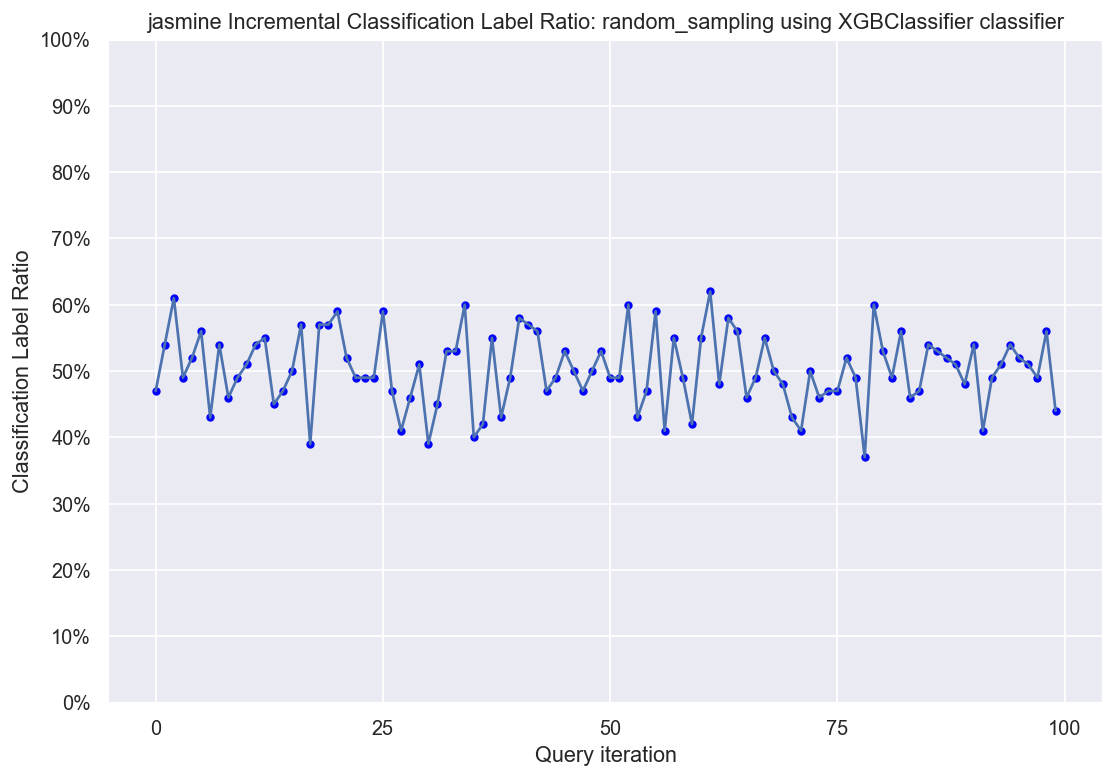 jasmine Incremental Classification Label Ratio: random_sampling using XGBClassifier classifier
100%
90%
80%
70%
60%
50%
40%
30%
20%
10%
0%
Classification Label Ratio
0 25 50 75 100
Query iteration